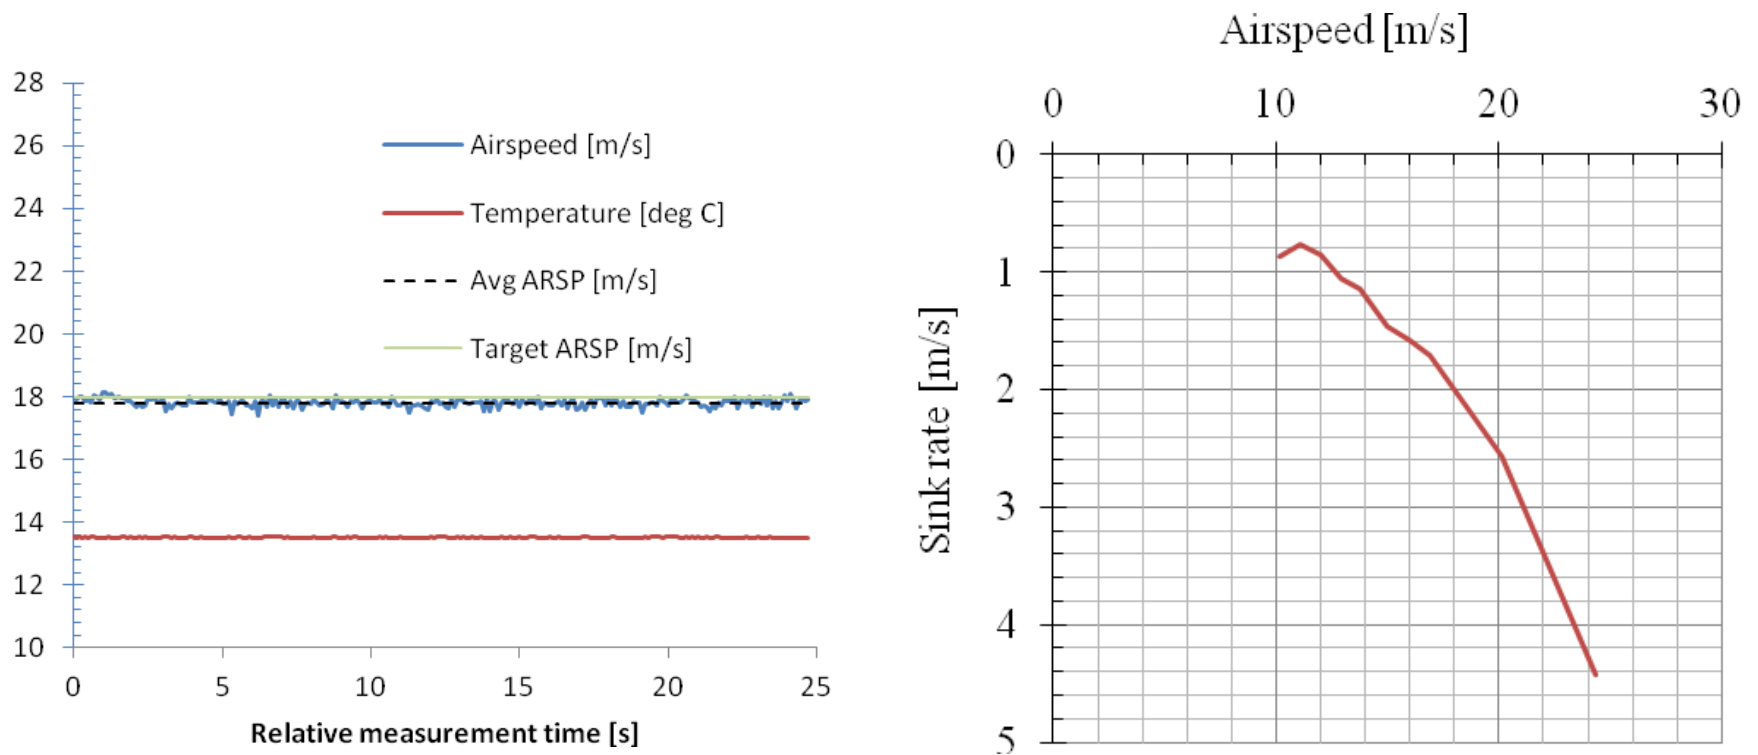 28
26
24
22
20
18
16
14
12
10
0 5 10 15 20 25
Relative measurement time [s]
Airspeed [m/s]
Temperature [deg C]
Avg ARSP [m/s]
Target ARSP [m/s]
Airspeed [m/s]
0 10 20 30
0
1
2
3
4
5
Sink rate [m/s]